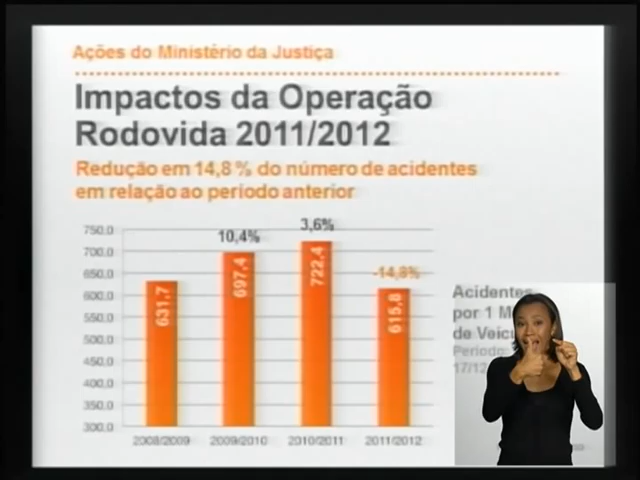 Ações do Ministério da Justiça
Impactos da Operação
Rodovida 2011/2012
Redução em 14,8 % do número de acidentes
em relação ao período anterior
750,0
700,0
650,0
600,0
550,0
500,0
450,0
400,0
350,0
300,0
10,4%
3,6%
-14,8%
631,7
697,4
722,4
615,8
2008/2009
2009/2010
2010/2011
2011/2012
Acidentes
por 1 M
de Veícu
Período:
17/12